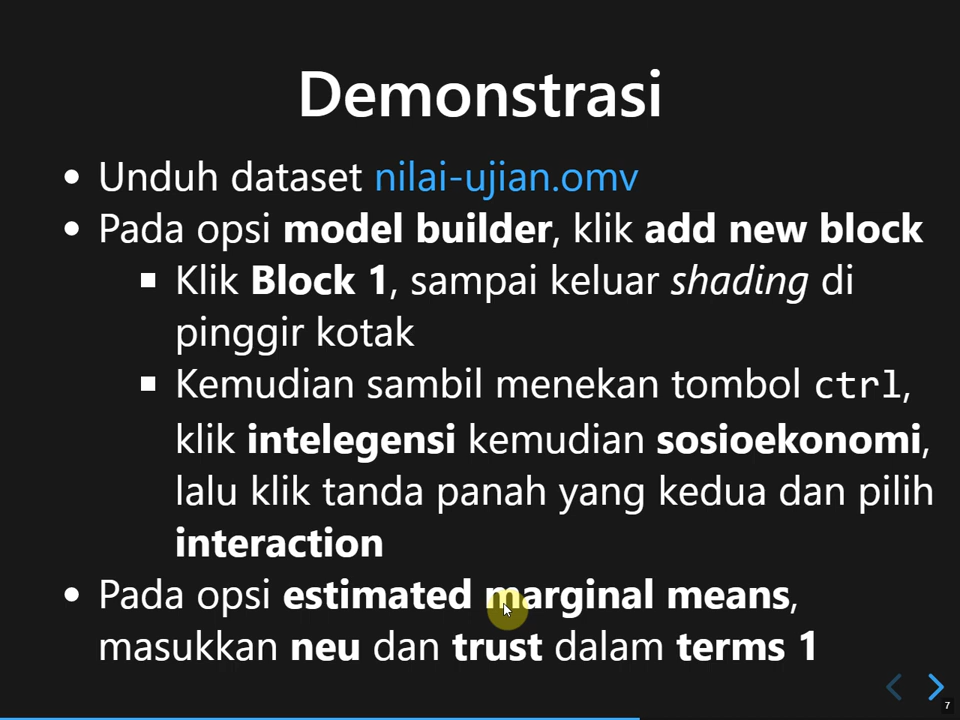 Demonstrasi
• Unduh dataset nilai-ujian.omv
• Pada opsi model builder, klik add new block
▪ Klik Block 1, sampai keluar shading di
pinggir kotak
▪ Kemudian sambil menekan tombol ctrl,
klik intelegensi kemudian sosioekonomi,
lalu klik tanda panah yang kedua dan pilih
interaction
• Pada opsi estimated marginal means,
masukkan neu dan trust dalam terms 1
7